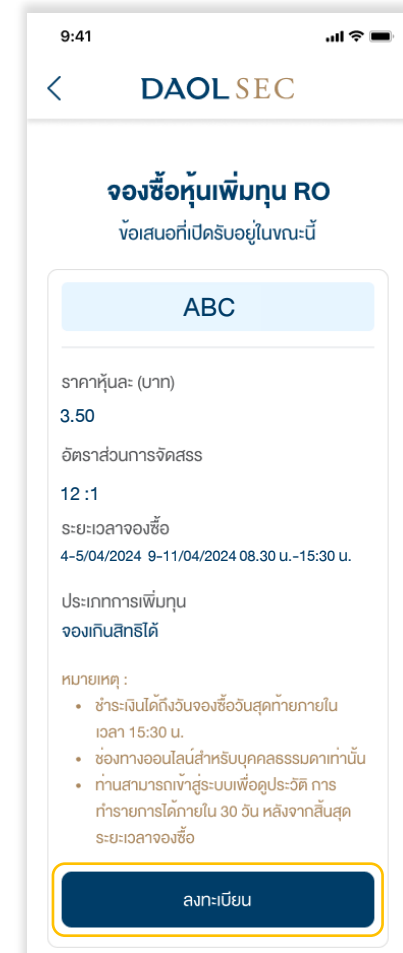 9:41
DAOL SEC
จองซื้อหุ้นเพิ่มทุน RO
ข้อเสนอที่เปิดรับอยู่ในขณะนี้
ABC
ราคาหุ้นละ (บาท)
3.50
อัตราส่วนการจัดสรร
12 :1
ระยะเวลาจองซื้อ
4-5/04/2024 9-11/04/2024 08.30 น.-15:30 น.
ประเภทการเพิ่มทุน
จองเกินสิทธิได้
หมายเหตุ :
• ชำระเงินได้ถึงวันจองซื้อวันสุดท้ายภายใน
เวลา 15:30 น.
• ช่องทางออนไลน์สำหรับบุคคลธรรมดาเท่านั้น
• ท่านสามารถเข้าสู่ระบบเพื่อดูประวัติ การ
ทำรายการได้ภายใน 30 วัน หลังจากสิ้นสุด
ระยะเวลาจองซื้อ
ลงทะเบียน